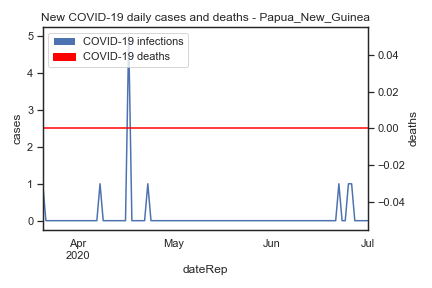 New COVID-19 daily cases and deaths - Papua_New_Guinea
COVID-19 infections
COVID-19 deaths
5
4
3
2
1
0
cases
0.04
0.02
0.00
−0.02
−0.04
deaths
Apr
2020
May
Jun
Jul
dateRep